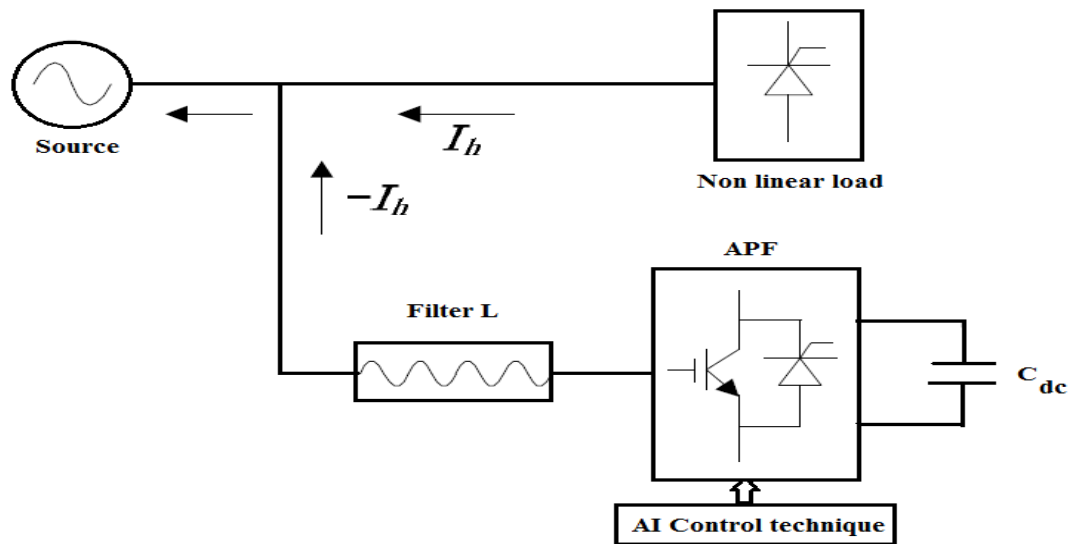 Source
I_h
Non linear load
−I_h
APF
Filter L
C_dc
AI Control technique